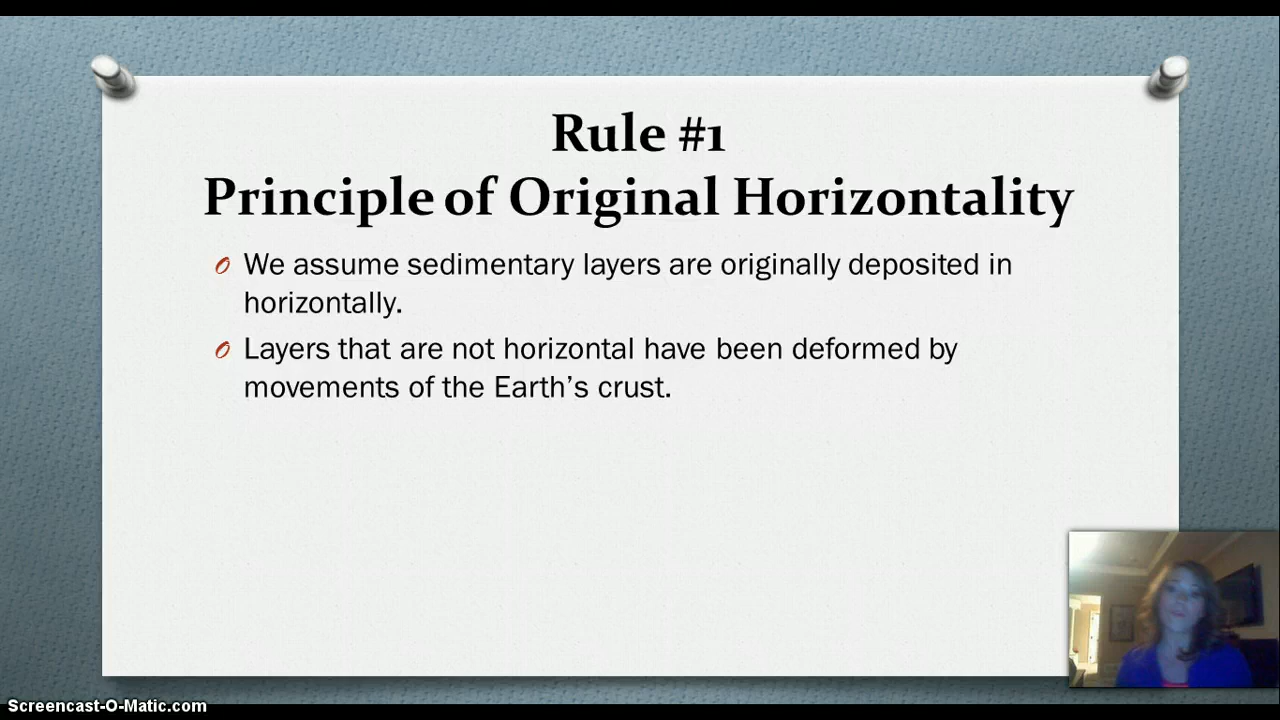 Rule #1
Principle of Original Horizontality
We assume sedimentary layers are originally deposited in
horizontally.
Layers that are not horizontal have been deformed by
movements of the Earth’s crust.
Screencast-O-Matic.com